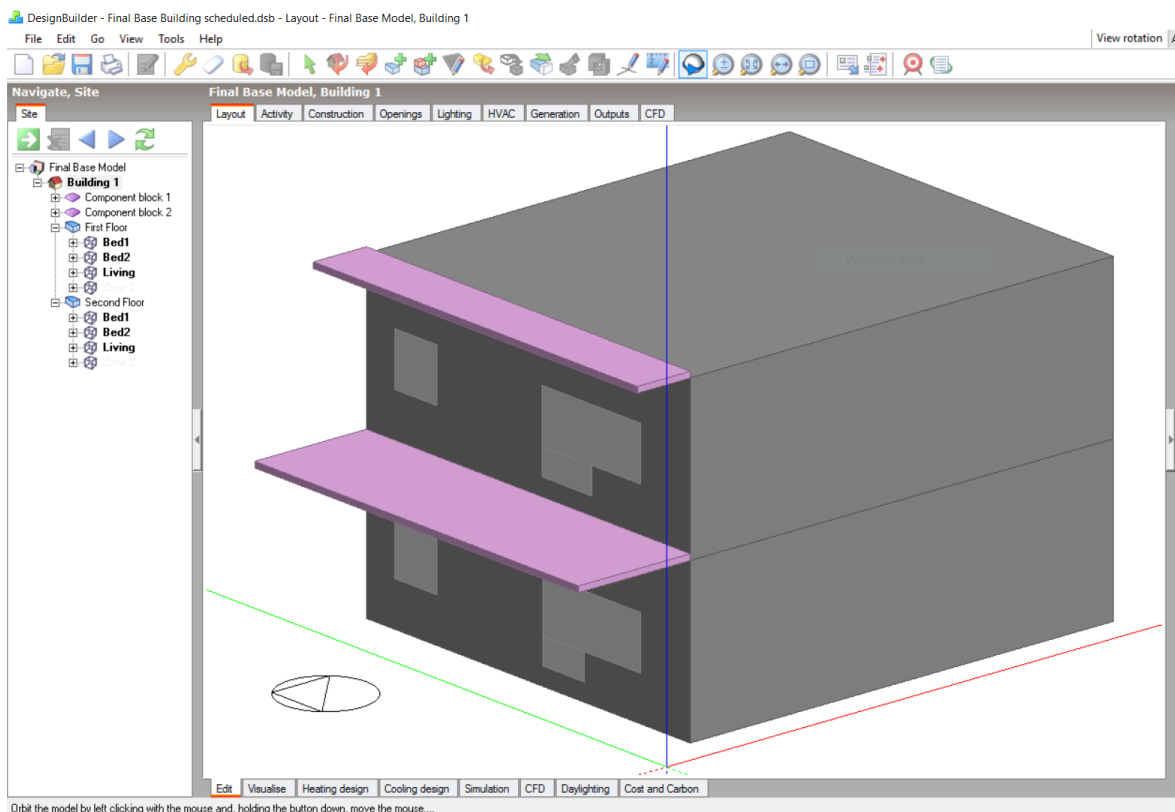 DesignBuilder - Final Base Building scheduled.dsb - Layout - Final Base Model, Building 1
File Edit Go View Tools Help
View rotation
Navigate, Site
Final Base Model, Building 1
Site
Layout Activity Construction Openings Lighting HVAC Generation Outputs CFD
Final Base Model
Building 1
Component block 1
Component block 2
First Floor
Bed1
Bed2
Living
Zone 2
Second Floor
Bed1
Bed2
Living
Zone 2
Window Snip
Edit Visualise Heating design Cooling design Simulation CFD Daylighting Cost and Carbon
Orbit the model by left clicking with the mouse and, holding the button down, move the mouse....